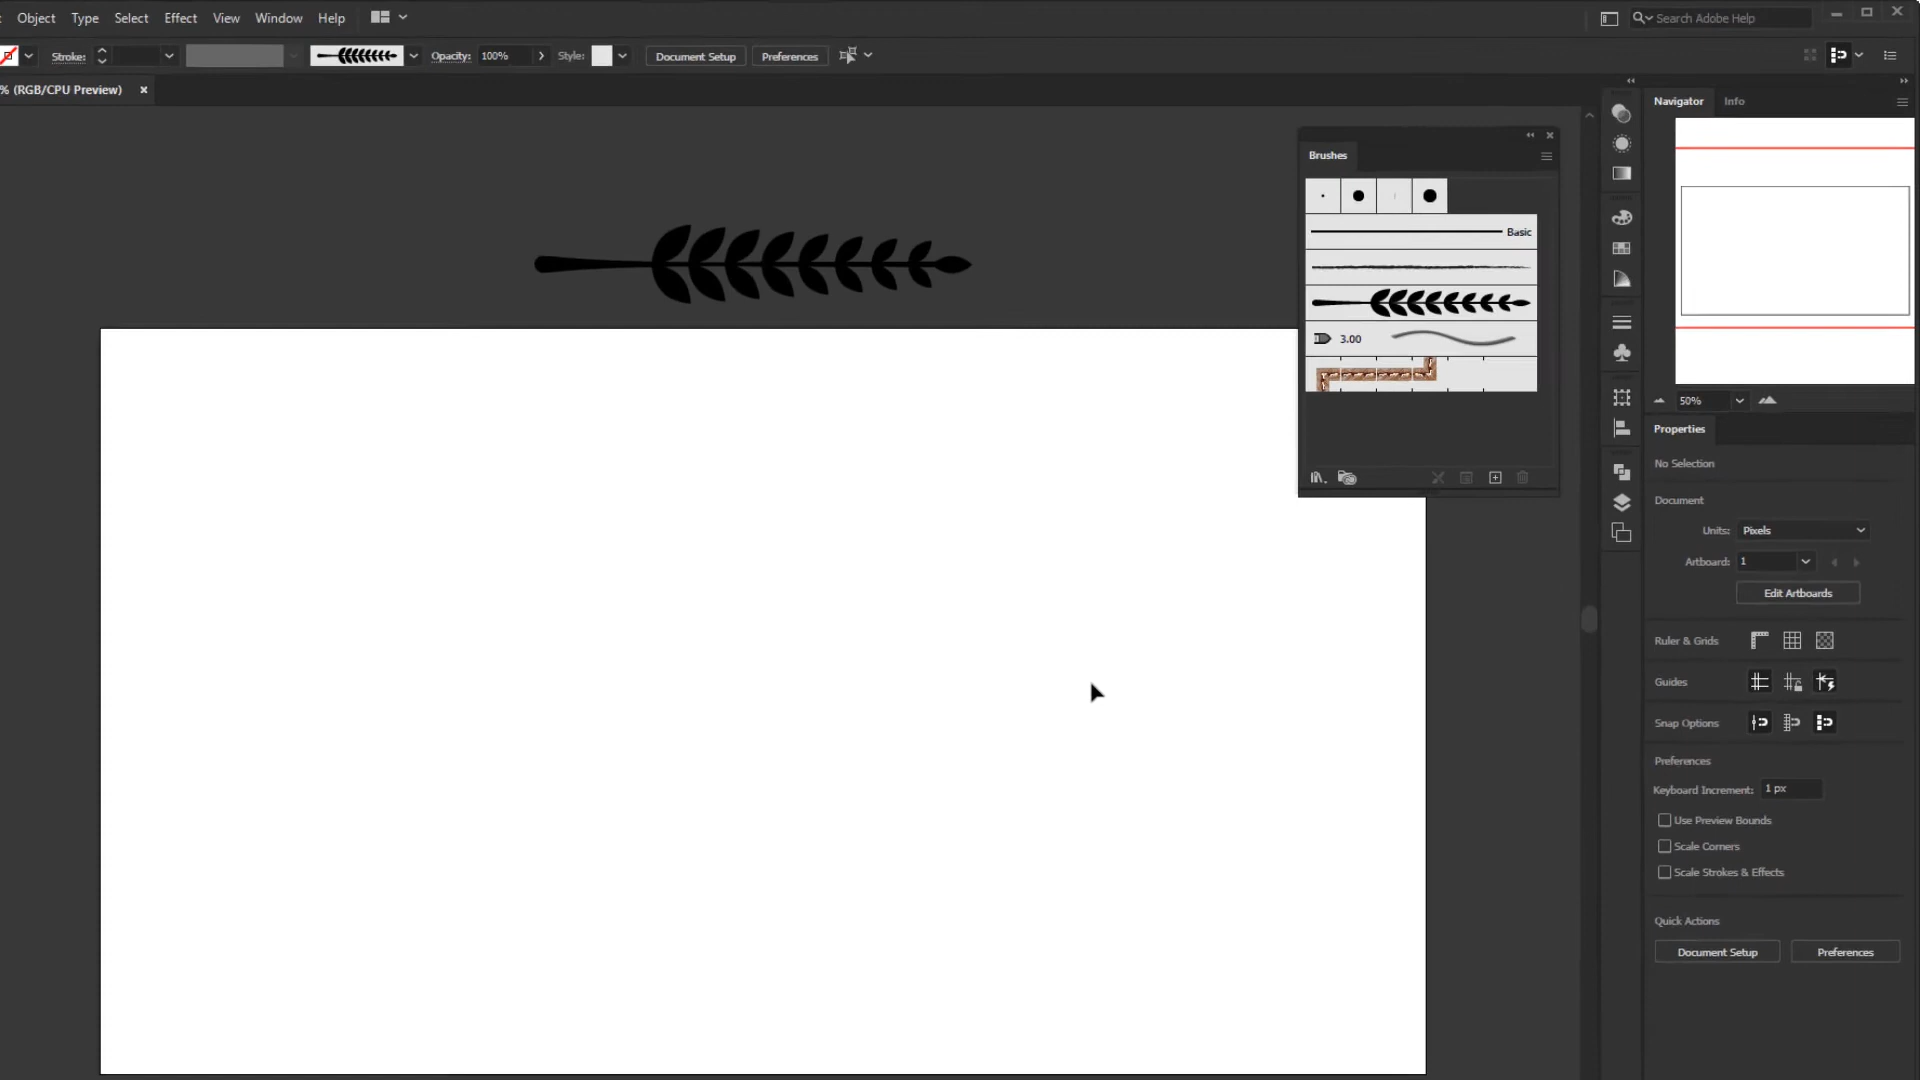 Object Type Select Effect View Window Help
Search Adobe Help
Stroke: Opacity: 100% Style: Document Setup Preferences
% (RGB/CPU Preview)
Navigator Info
Brushes
Basic
3.00
50%
Properties
No Selection
Document
Units: Pixels
Artboard: 1
Edit Artboards
Ruler & Grids
Guides
Snap Options
Preferences
Keyboard Increment: 1 px
Use Preview Bounds
Scale Corners
Scale Strokes & Effects
Quick Actions
Document Setup Preferences